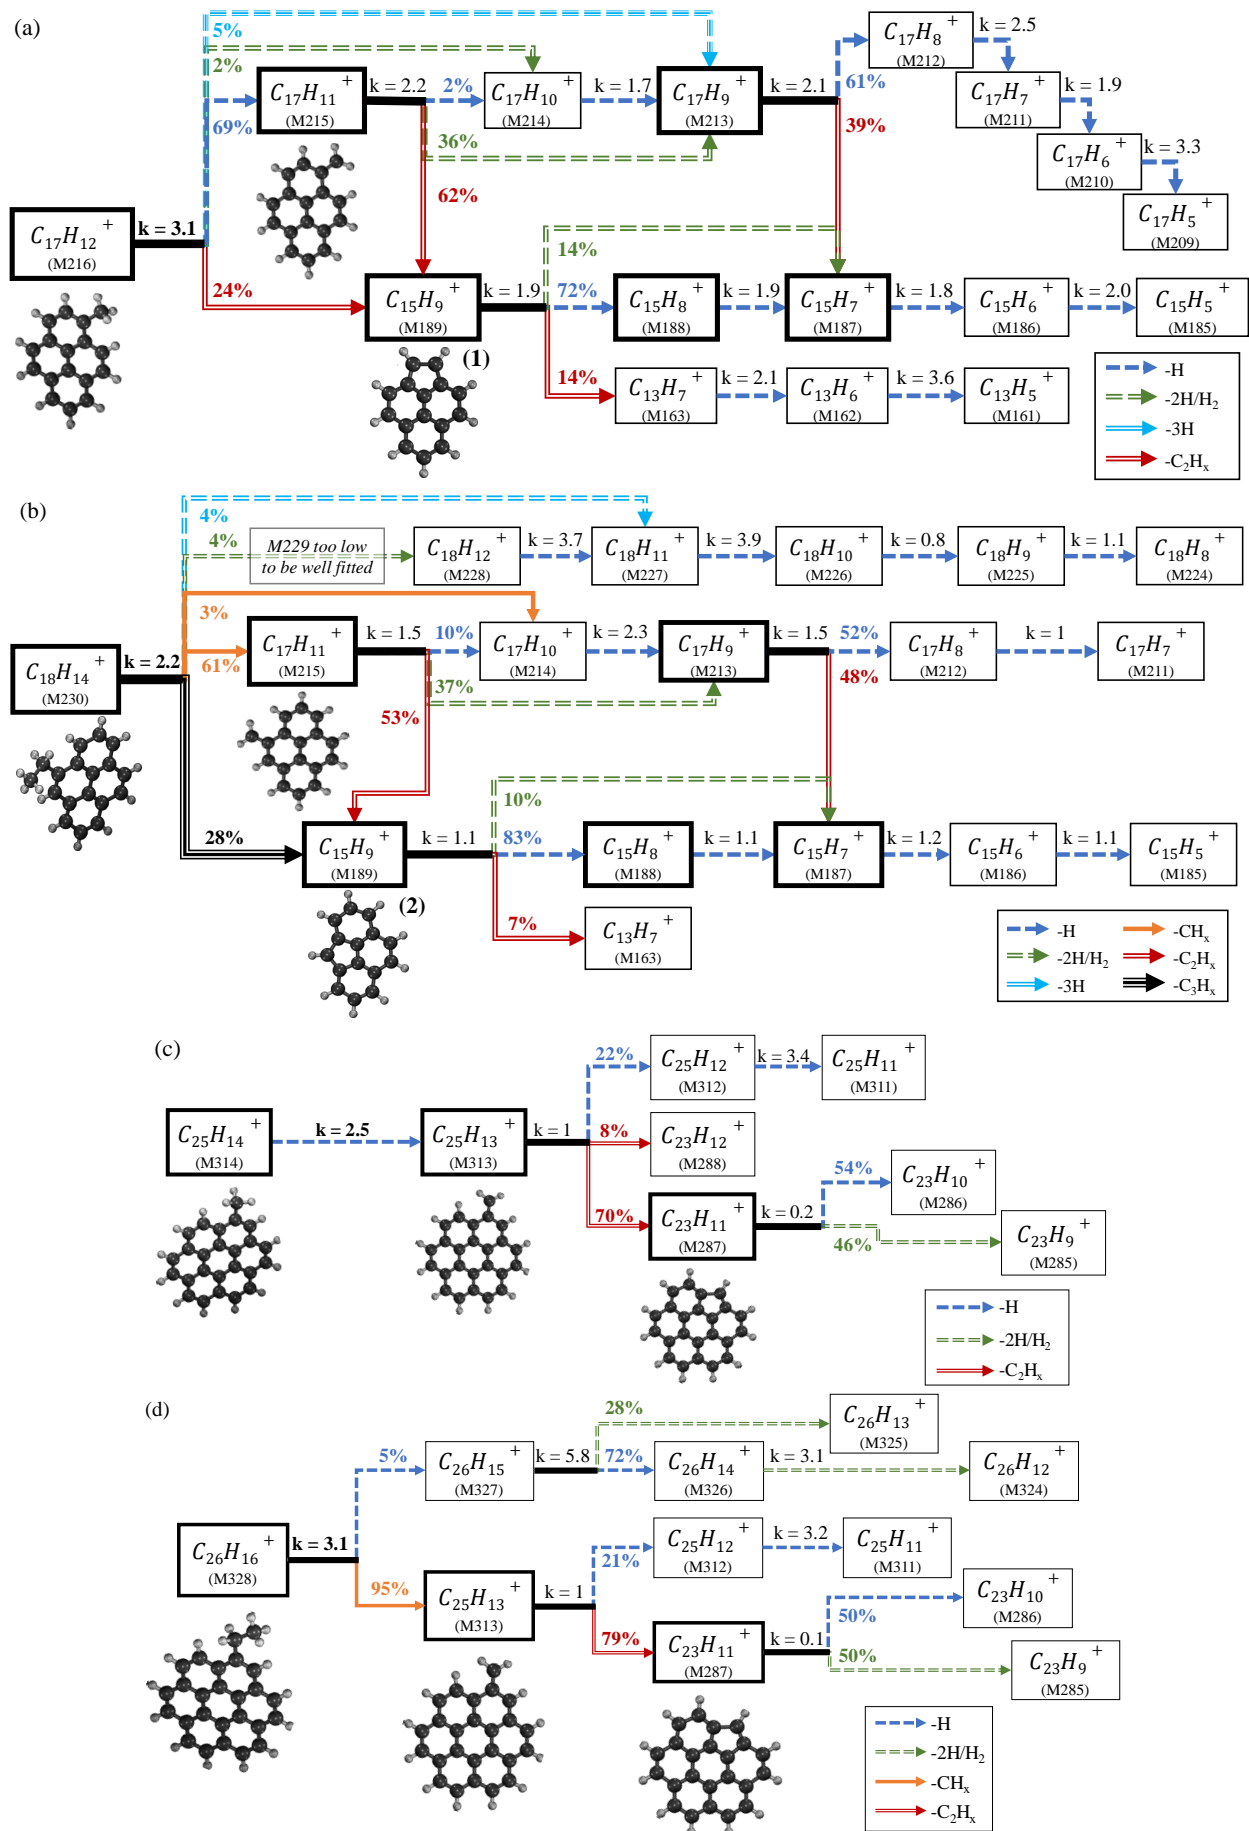 (a)
5%
2%
C₁₇H₈⁺
(M212)
k = 2.5
C₁₇H₁₁⁺
(M215)
k = 2.2
2%
C₁₇H₁₀⁺
(M214)
k = 1.7
C₁₇H₉⁺
(M213)
k = 2.1
61%
C₁₇H₇⁺
(M211)
k = 1.9
69%
36%
39%
C₁₇H₆⁺
(M210)
k = 3.3
62%
C₁₇H₅⁺
(M209)
C₁₇H₁₂⁺
(M216)
k = 3.1
24%
14%
C₁₅H₉⁺
(M189)
k = 1.9
72%
C₁₅H₈⁺
(M188)
k = 1.9
C₁₅H₇⁺
(M187)
k = 1.8
C₁₅H₆⁺
(M186)
k = 2.0
C₁₅H₅⁺
(M185)
(1)
14%
C₁₃H₇⁺
(M163)
k = 2.1
C₁₃H₆⁺
(M162)
k = 3.6
C₁₃H₅⁺
(M161)
-H
-2H/H₂
-3H
-C₂Hₓ
(b)
4%
4%
M229 too low
to be well fitted
C₁₈H₁₂⁺
(M228)
k = 3.7
C₁₈H₁₁⁺
(M227)
k = 3.9
C₁₈H₁₀⁺
(M226)
k = 0.8
C₁₈H₉⁺
(M225)
k = 1.1
C₁₈H₈⁺
(M224)
3%
61%
C₁₇H₁₁⁺
(M215)
k = 1.5
10%
C₁₇H₁₀⁺
(M214)
k = 2.3
C₁₇H₉⁺
(M213)
k = 1.5
52%
C₁₇H₈⁺
(M212)
k = 1
C₁₇H₇⁺
(M211)
C₁₈H₁₄⁺
(M230)
k = 2.2
37%
48%
53%
10%
28%
C₁₅H₉⁺
(M189)
k = 1.1
83%
C₁₅H₈⁺
(M188)
k = 1.1
C₁₅H₇⁺
(M187)
k = 1.2
C₁₅H₆⁺
(M186)
k = 1.1
C₁₅H₅⁺
(M185)
(2)
7%
C₁₃H₇⁺
(M163)
-H
-CHₓ
-2H/H₂
-C₂Hₓ
-3H
-C₃Hₓ
(c)
22%
C₂₅H₁₂⁺
(M312)
k = 3.4
C₂₅H₁₁⁺
(M311)
C₂₅H₁₄⁺
(M314)
k = 2.5
C₂₅H₁₃⁺
(M313)
k = 1
8%
C₂₃H₁₂⁺
(M288)
70%
C₂₃H₁₁⁺
(M287)
k = 0.2
54%
C₂₃H₁₀⁺
(M286)
46%
C₂₃H₉⁺
(M285)
-H
-2H/H₂
-C₂Hₓ
(d)
28%
C₂₆H₁₃⁺
(M325)
5%
C₂₆H₁₅⁺
(M327)
k = 5.8
72%
C₂₆H₁₄⁺
(M326)
k = 3.1
C₂₆H₁₂⁺
(M324)
C₂₆H₁₆⁺
(M328)
k = 3.1
21%
C₂₅H₁₂⁺
(M312)
k = 3.2
C₂₅H₁₁⁺
(M311)
95%
C₂₅H₁₃⁺
(M313)
k = 1
79%
C₂₃H₁₁⁺
(M287)
k = 0.1
50%
C₂₃H₁₀⁺
(M286)
50%
C₂₃H₉⁺
(M285)
-H
-2H/H₂
-CHₓ
-C₂Hₓ